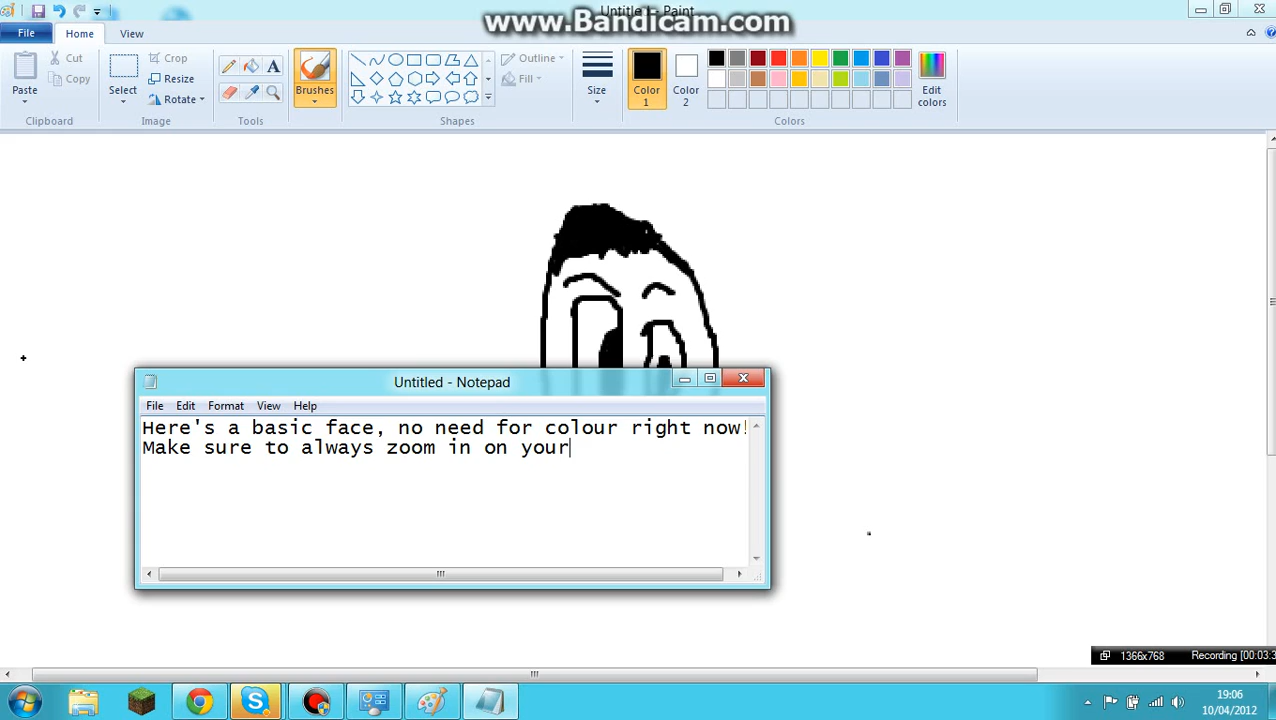 Untitled - Paint
www.Bandicam.com
File
Home
View
Paste
Cut
Copy
Clipboard
Select
Crop
Resize
Rotate
Image
A
Tools
Brushes
Outline
Fill
Shapes
Size
Color 1
Color 2
Edit colors
Colors
Untitled - Notepad
File Edit Format View Help
Here's a basic face, no need for colour right now!
Make sure to always zoom in on your
1366x768
Recording [00:03:3
19:06
10/04/2012